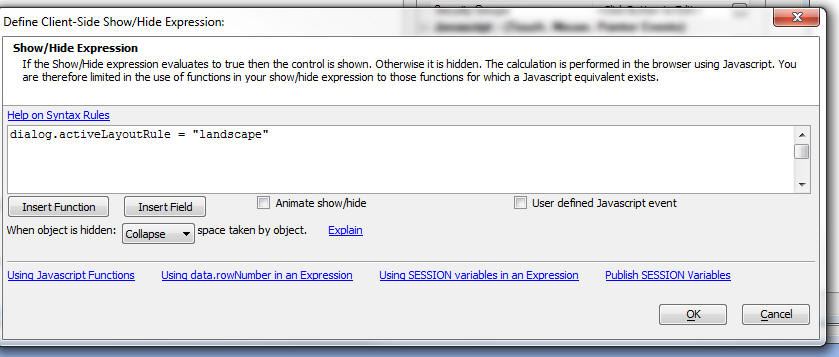 Define Client-Side Show/Hide Expression:
Show/Hide Expression
If the Show/Hide expression evaluates to true then the control is shown. Otherwise it is hidden. The calculation is performed in the browser using Javascript. You
are therefore limited in the use of functions in your show/hide expression to those functions for which a Javascript equivalent exists.
Help on Syntax Rules
dialog.activeLayoutRule = "landscape"
Insert Function Insert Field Animate show/hide User defined Javascript event
When object is hidden: Collapse space taken by object. Explain
Using Javascript Functions Using data.rowNumber in an Expression Using SESSION variables in an Expression Publish SESSION Variables
OK Cancel